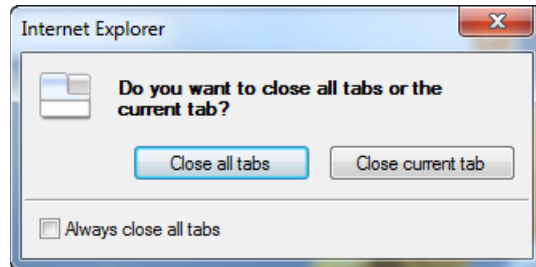 Internet Explorer
Do you want to close all tabs or the
current tab?
Close all tabs
Close current tab
Always close all tabs